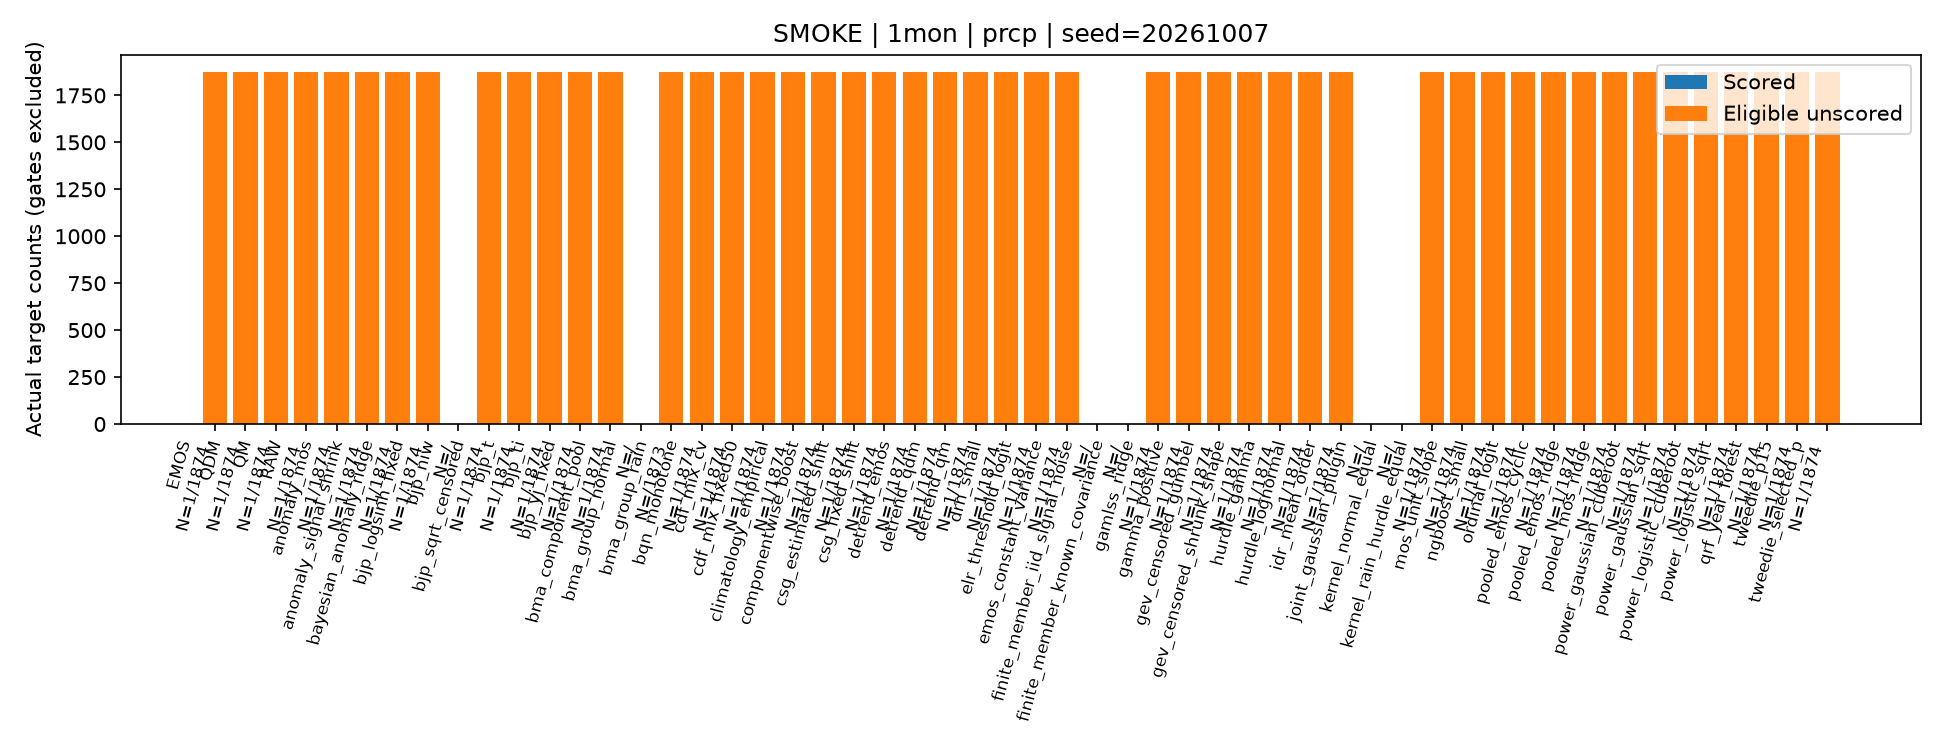 SMOKE | 1mon | prcp | seed=20261007
Actual target counts (gates excluded)
1750
1500
1250
1000
750
500
250
0
Scored
Eligible unscored
EMOS
N=1/1874
QDM
N=1/1874
QM
N=1/1874
RAW
N=1/1874
anomaly_mos
N=1/1874
anomaly_signal_shrink
N=1/1874
bayesian_anomaly_ridge
N=1/1874
bjp_logsinh_fixed
N=1/1874
bjp_niw
N=/
bjp_sqrt_censored
N=1/1874
bjp_t
N=1/1874
bjp_ti
N=1/1874
bjp_yj_fixed
N=1/1874
bma_component_pool
N=1/1874
bma_group_normal
N=/
bma_group_rain
N=1/1873
bqn_monotone
N=1/1874
cdf_mix_cv
N=1/1874
cdf_mix_fixed50
N=1/1874
climatology_empirical
N=1/1874
componentwise_boost
N=1/1874
csg_estimated_shift
N=1/1874
csg_fixed_shift
N=1/1874
detrend_emos
N=1/1874
detrend_qdm
N=1/1874
detrend_qm
N=1/1874
drn_small
N=1/1874
elr_threshold_logit
N=1/1874
emos_constant_variance
N=1/1874
finite_member_iid_signal_noise
N=/
finite_member_known_covariance
N=/
gamlss_ridge
N=1/1874
gamma_positive
N=1/1874
gev_censored_gumbel
N=1/1874
gev_censored_shrunk_shape
N=1/1874
hurdle_gamma
N=1/1874
hurdle_lognormal
N=1/1874
idr_mean_order
N=1/1874
joint_gaussian_plugin
N=/
kernel_normal_equal
N=/
kernel_rain_hurdle_equal
N=1/1874
mos_unit_slope
N=1/1874
ngboost_small
N=1/1874
ordinal_logit
N=1/1874
pooled_emos_cyclic
N=1/1874
pooled_emos_ridge
N=1/1874
pooled_mos_ridge
N=1/1874
power_gaussian_cuberoot
N=1/1874
power_gaussian_sqrt
N=1/1874
power_logistic_cuberoot
N=1/1874
power_logistic_sqrt
N=1/1874
qrf_year_forest
N=1/1874
tweedie_p15
N=1/1874
tweedie_selected_p
N=1/1874